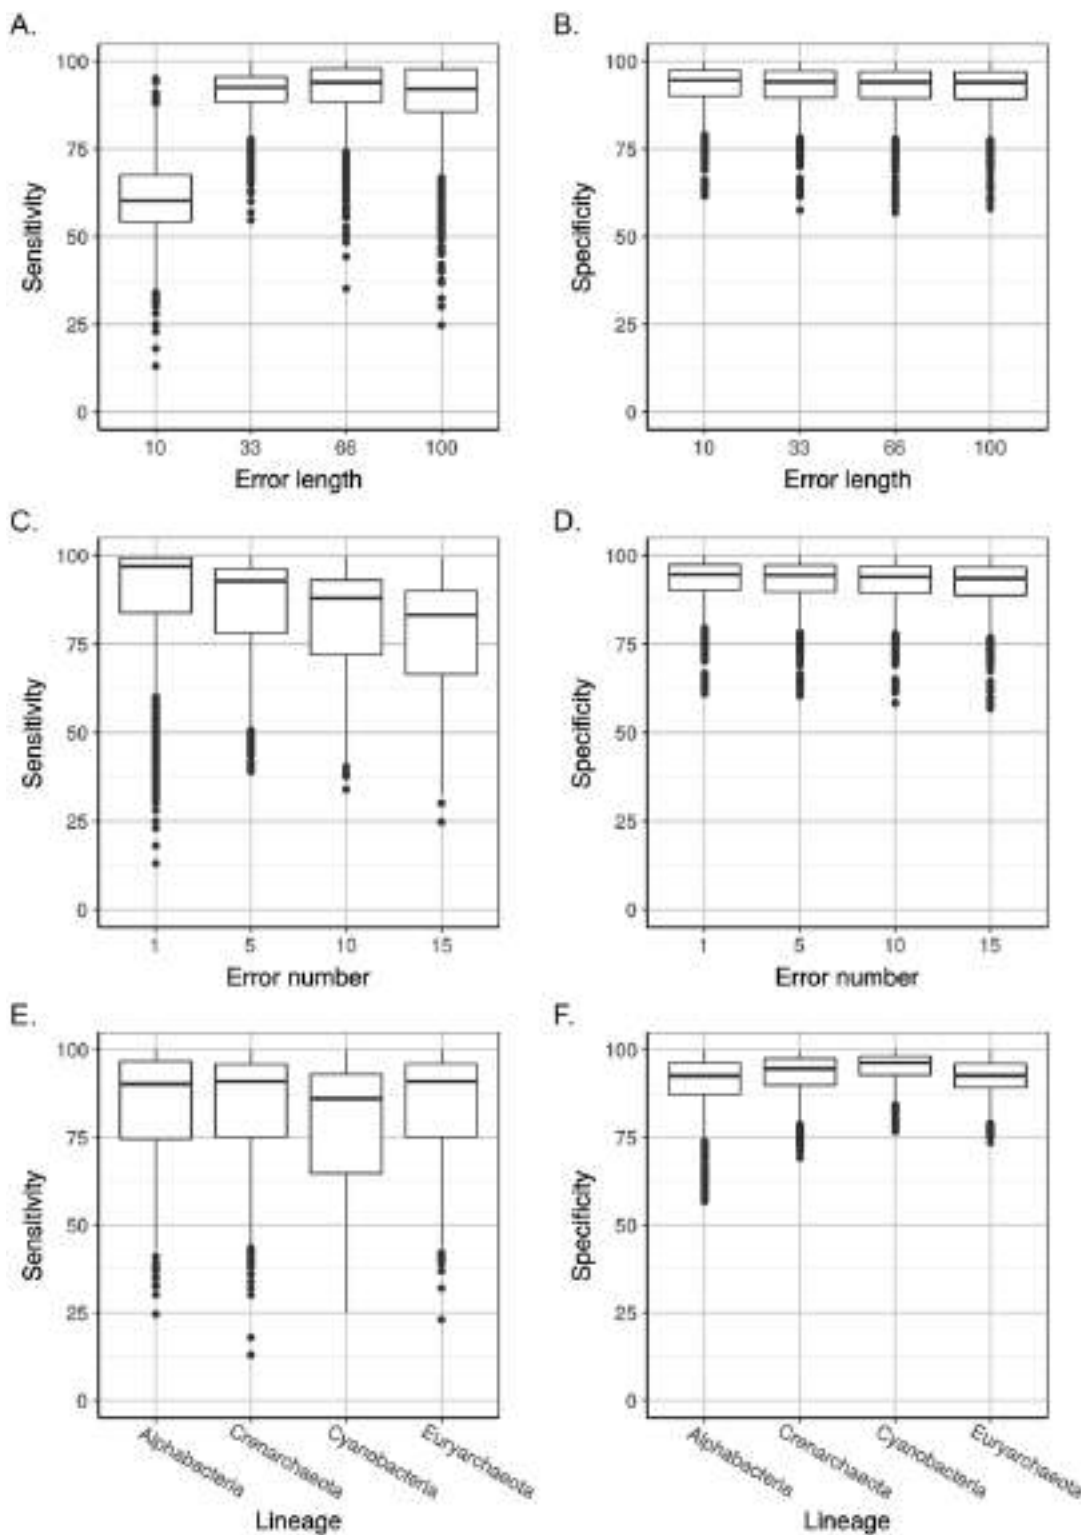 A.
B.
100
75
50
25
0
Sensitivity
10 33 66 100
Error length
100
75
50
25
0
Specificity
10 33 66 100
Error length
C.
D.
100
75
50
25
0
Sensitivity
1 5 10 15
Error number
100
75
50
25
0
Specificity
1 5 10 15
Error number
E.
F.
100
75
50
25
0
Sensitivity
Alphabacteria
Crenarchaeota
Cyanobacteria
Euryarchaeota
Lineage
100
75
50
25
0
Specificity
Alphabacteria
Crenarchaeota
Cyanobacteria
Euryarchaeota
Lineage